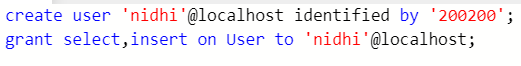 create user 'nidhi'@localhost identified by '200200';
grant select,insert on User to 'nidhi'@localhost;